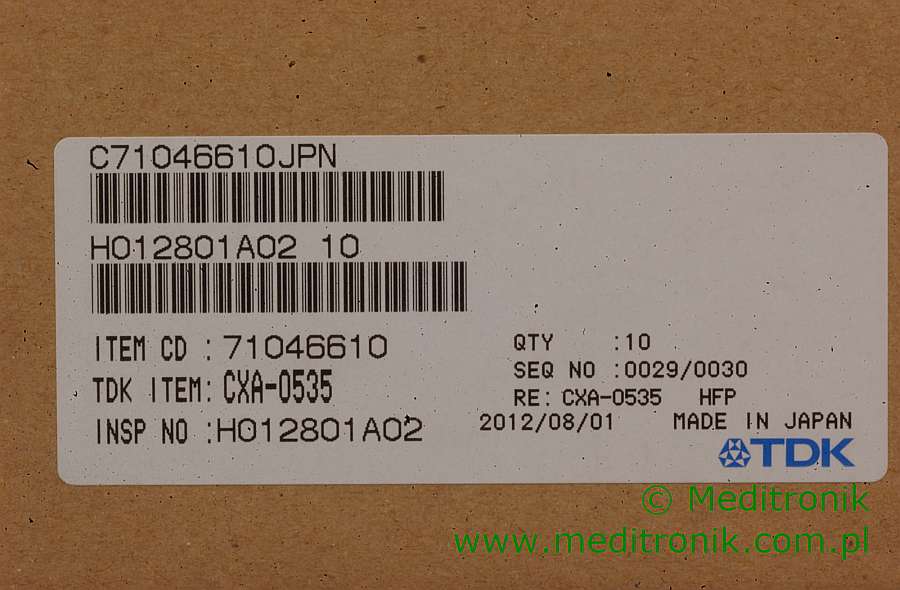 C71046610JPN
H012801A02 10
ITEM CD : 71046610
TDK ITEM: CXA-0535
INSP NO :H012801A02
QTY :10
SEQ NO :0029/0030
RE: CXA-0535 HFP
2012/08/01 MADE IN JAPAN
TDK
© Meditronik
www.meditronik.com.pl